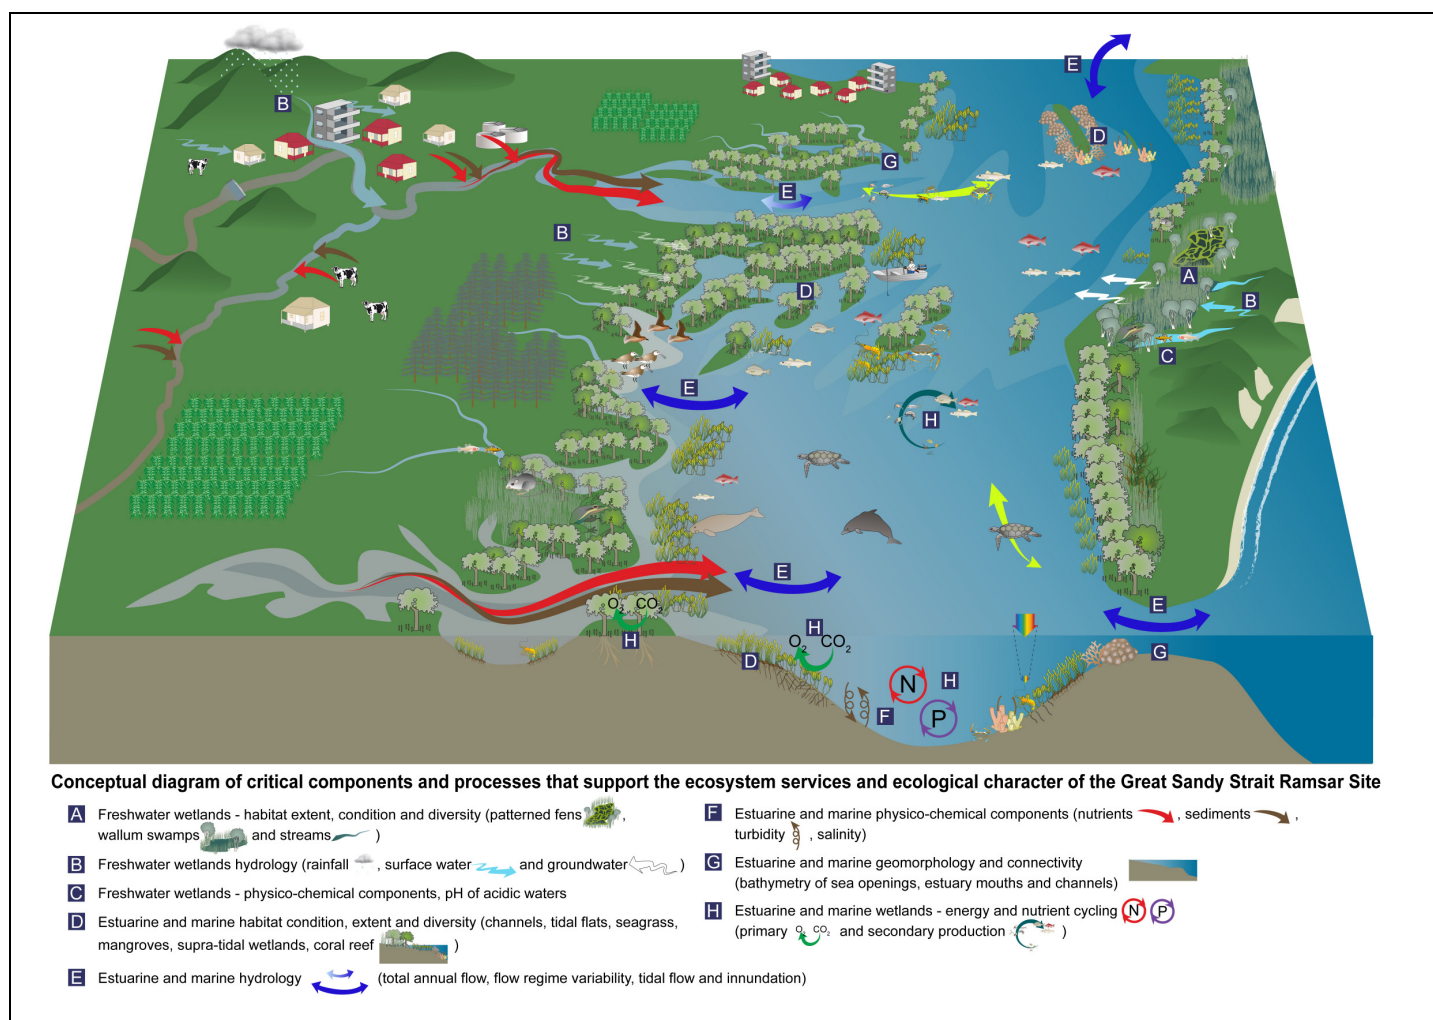 E
B
D
G
E
B
A
D
B
C
E
H
E
E
O2 CO2
H
H
O2 CO2
D
G
N
H
F
P
Conceptual diagram of critical components and processes that support the ecosystem services and ecological character of the Great Sandy Strait Ramsar Site
A Freshwater wetlands - habitat extent, condition and diversity (patterned fens ,
wallum swamps and streams )
B Freshwater wetlands hydrology (rainfall , surface water and groundwater )
C Freshwater wetlands - physico-chemical components, pH of acidic waters
D Estuarine and marine habitat condition, extent and diversity (channels, tidal flats, seagrass,
mangroves, supra-tidal wetlands, coral reef )
E Estuarine and marine hydrology (total annual flow, flow regime variability, tidal flow and innundation)
F Estuarine and marine physico-chemical components (nutrients , sediments ,
turbidity , salinity)
G Estuarine and marine geomorphology and connectivity
(bathymetry of sea openings, estuary mouths and channels)
H Estuarine and marine wetlands - energy and nutrient cycling N P
(primary O2 CO2 and secondary production )